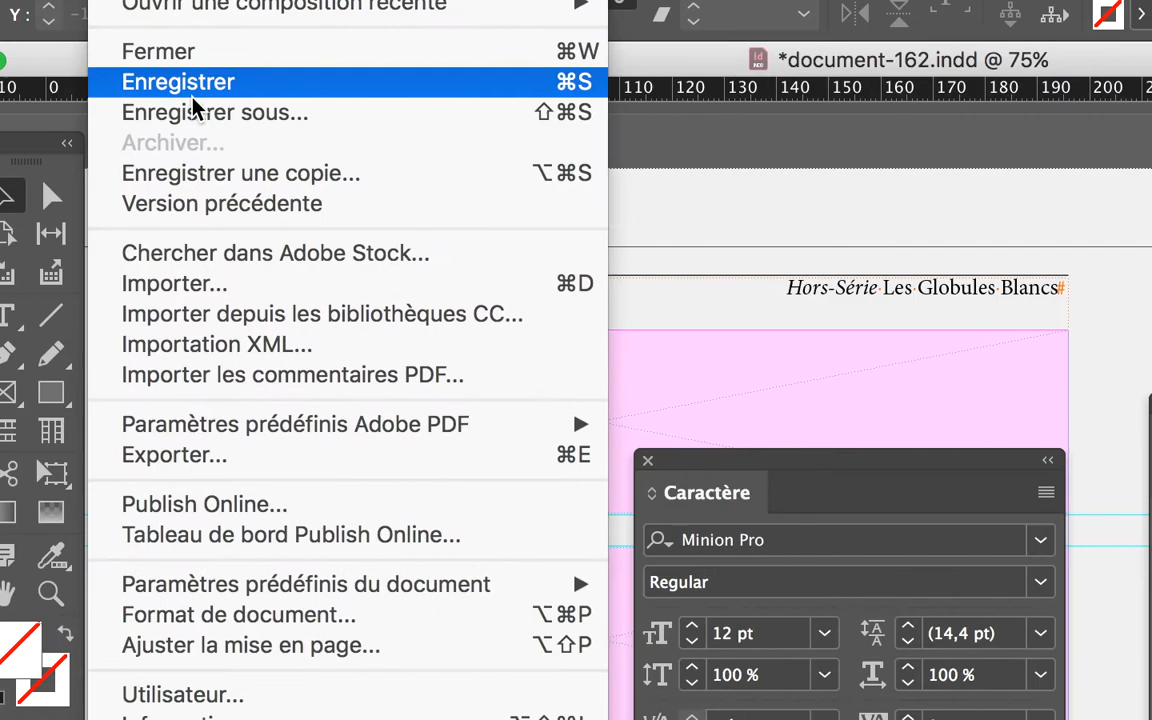 Ouvrir une composition récente
Y:
Fermer ⌘W
*document-162.indd @ 75%
Enregistrer ⌘S
10 0 110 120 130 140 150 160 170 180 190 200
Enregistrer sous... ⇧⌘S
Archiver...
Enregistrer une copie... ⌥⌘S
Version précédente
Chercher dans Adobe Stock...
Importer... ⌘D
Hors-Série Les Globules Blancs#
Importer depuis les bibliothèques CC...
Importation XML...
Importer les commentaires PDF...
Paramètres prédéfinis Adobe PDF
Exporter... ⌘E
Caractère
Publish Online...
Tableau de bord Publish Online...
Minion Pro
Regular
Paramètres prédéfinis du document
Format de document... ⌥⌘P
12 pt (14,4 pt)
Ajuster la mise en page... ⌥⇧P
100 % 100 %
Utilisateur...